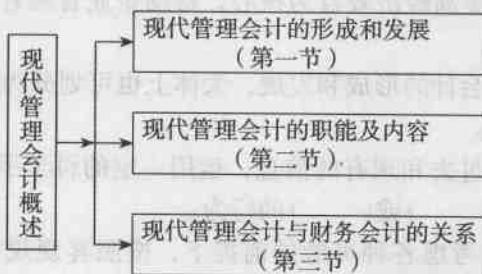 现代管理会计概述
现代管理会计的形成和发展
（第一节）
现代管理会计的职能及内容
（第二节）
现代管理会计与财务会计的关系
（第三节）